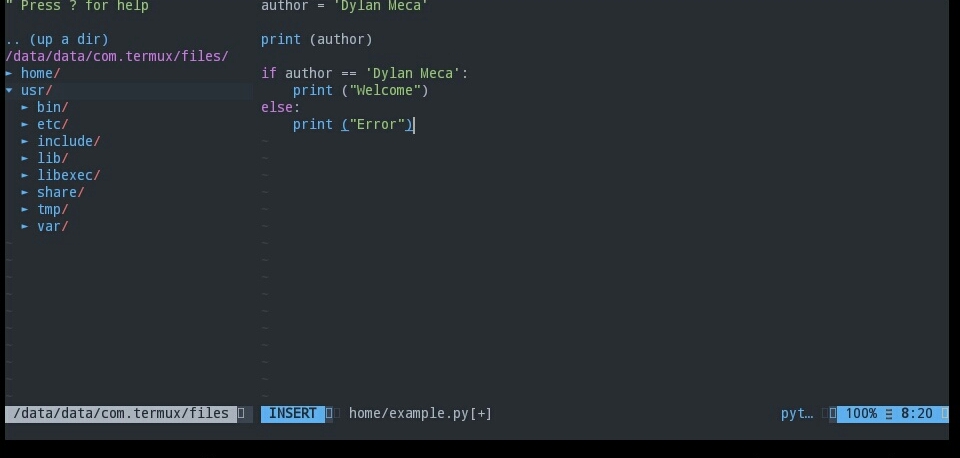 " Press ? for help
.. (up a dir)
/data/data/com.termux/files/
► home/
▾ usr/
► bin/
► etc/
► include/
► lib/
► libexec/
► share/
► tmp/
► var/
/data/data/com.termux/files
author = 'Dylan Meca'
print (author)
if author == 'Dylan Meca':
    print ("Welcome")
else:
    print ("Error")
INSERT home/example.py[+] pyt… 100% ☰ 8:20